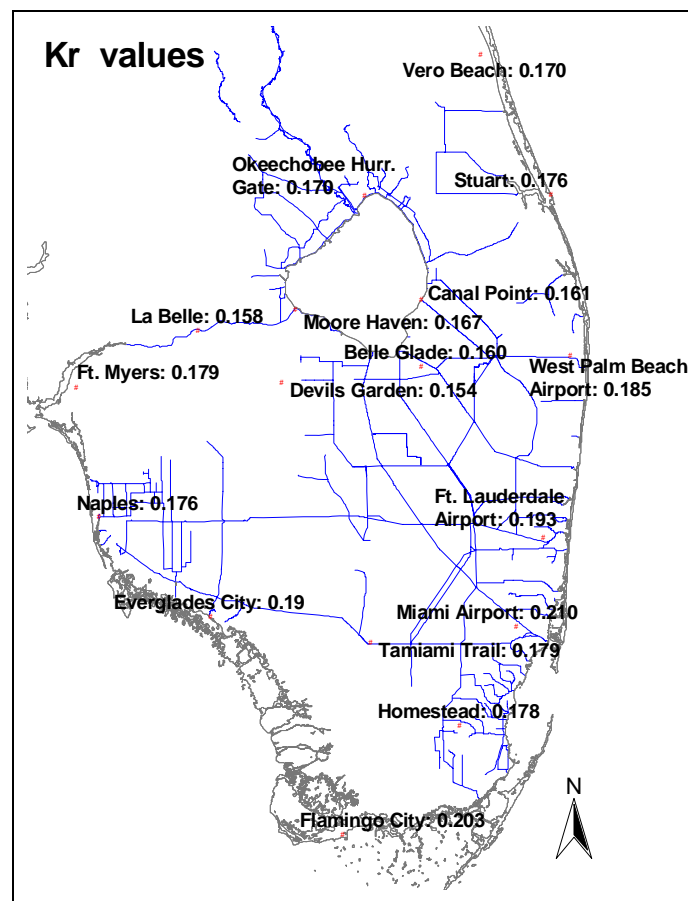 Kr values
Vero Beach: 0.170
Okeechobee Hurr.
Gate: 0.170
Stuart: 0.176
Canal Point: 0.161
La Belle: 0.158
Moore Haven: 0.167
Belle Glade: 0.160
West Palm Beach
Airport: 0.185
Ft. Myers: 0.179
Devils Garden: 0.154
Ft. Lauderdale
Airport: 0.193
Naples: 0.176
Everglades City: 0.19
Miami Airport: 0.210
Tamiami Trail: 0.179
Homestead: 0.178
N
Flamingo City: 0.203